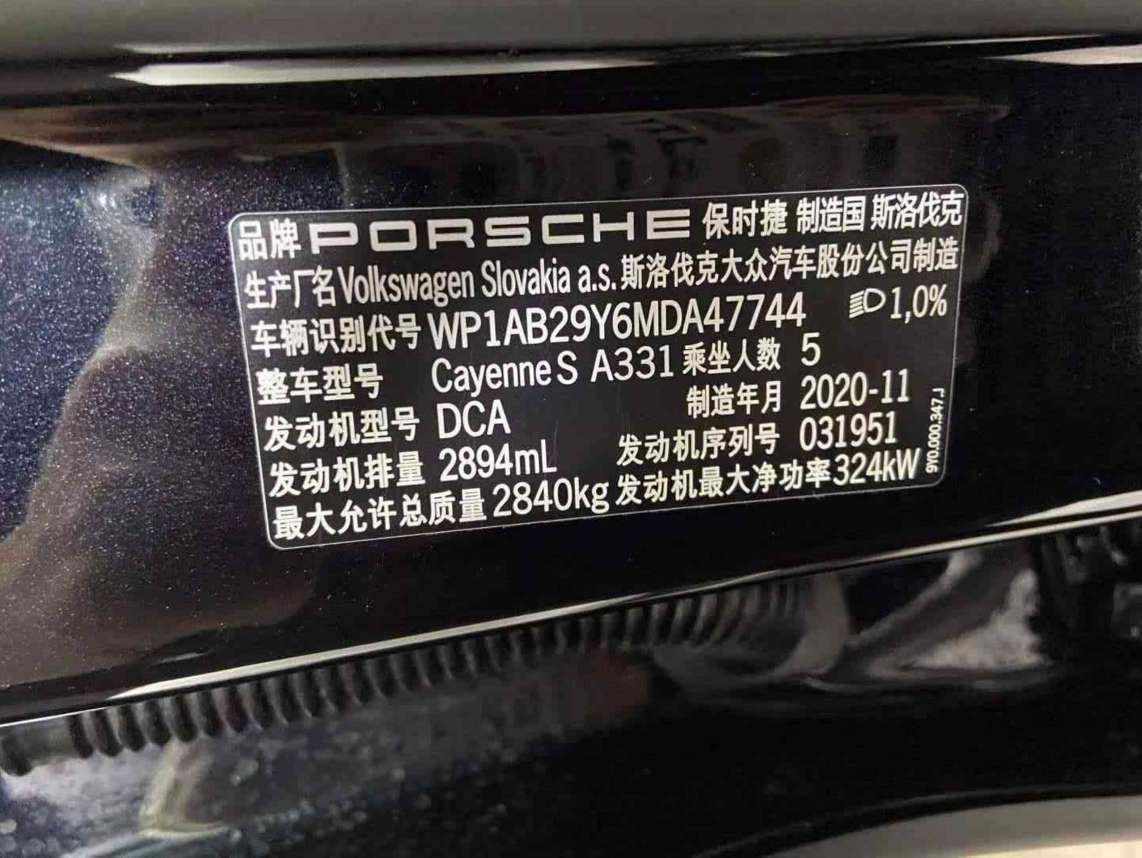 品牌 PORSCHE 保时捷 制造国 斯洛伐克
生产厂名 Volkswagen Slovakia a.s. 斯洛伐克大众汽车股份公司制造
车辆识别代号 WP1AB29Y6MDA47744 1,0%
整车型号 Cayenne S A331 乘坐人数 5
发动机型号 DCA 制造年月 2020-11
发动机排量 2894mL 发动机序列号 031951
最大允许总质量 2840kg 发动机最大净功率 324kW
9Y0.000.347.J